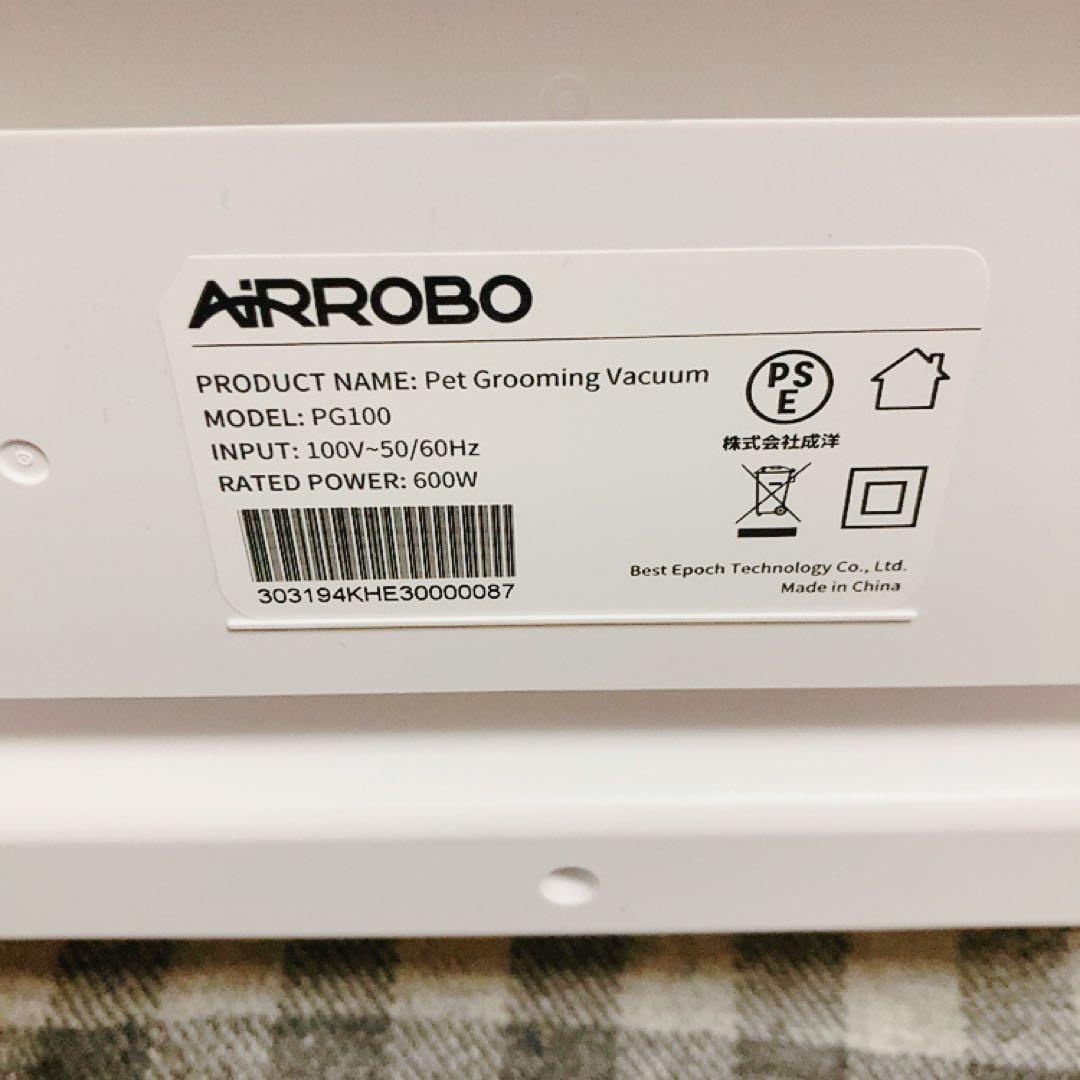 AiRROBO
PRODUCT NAME: Pet Grooming Vacuum
MODEL: PG100
INPUT: 100V~50/60Hz
RATED POWER: 600W
303194KHE30000087
PS
E
株式会社成洋
Best Epoch Technology Co., Ltd.
Made in China